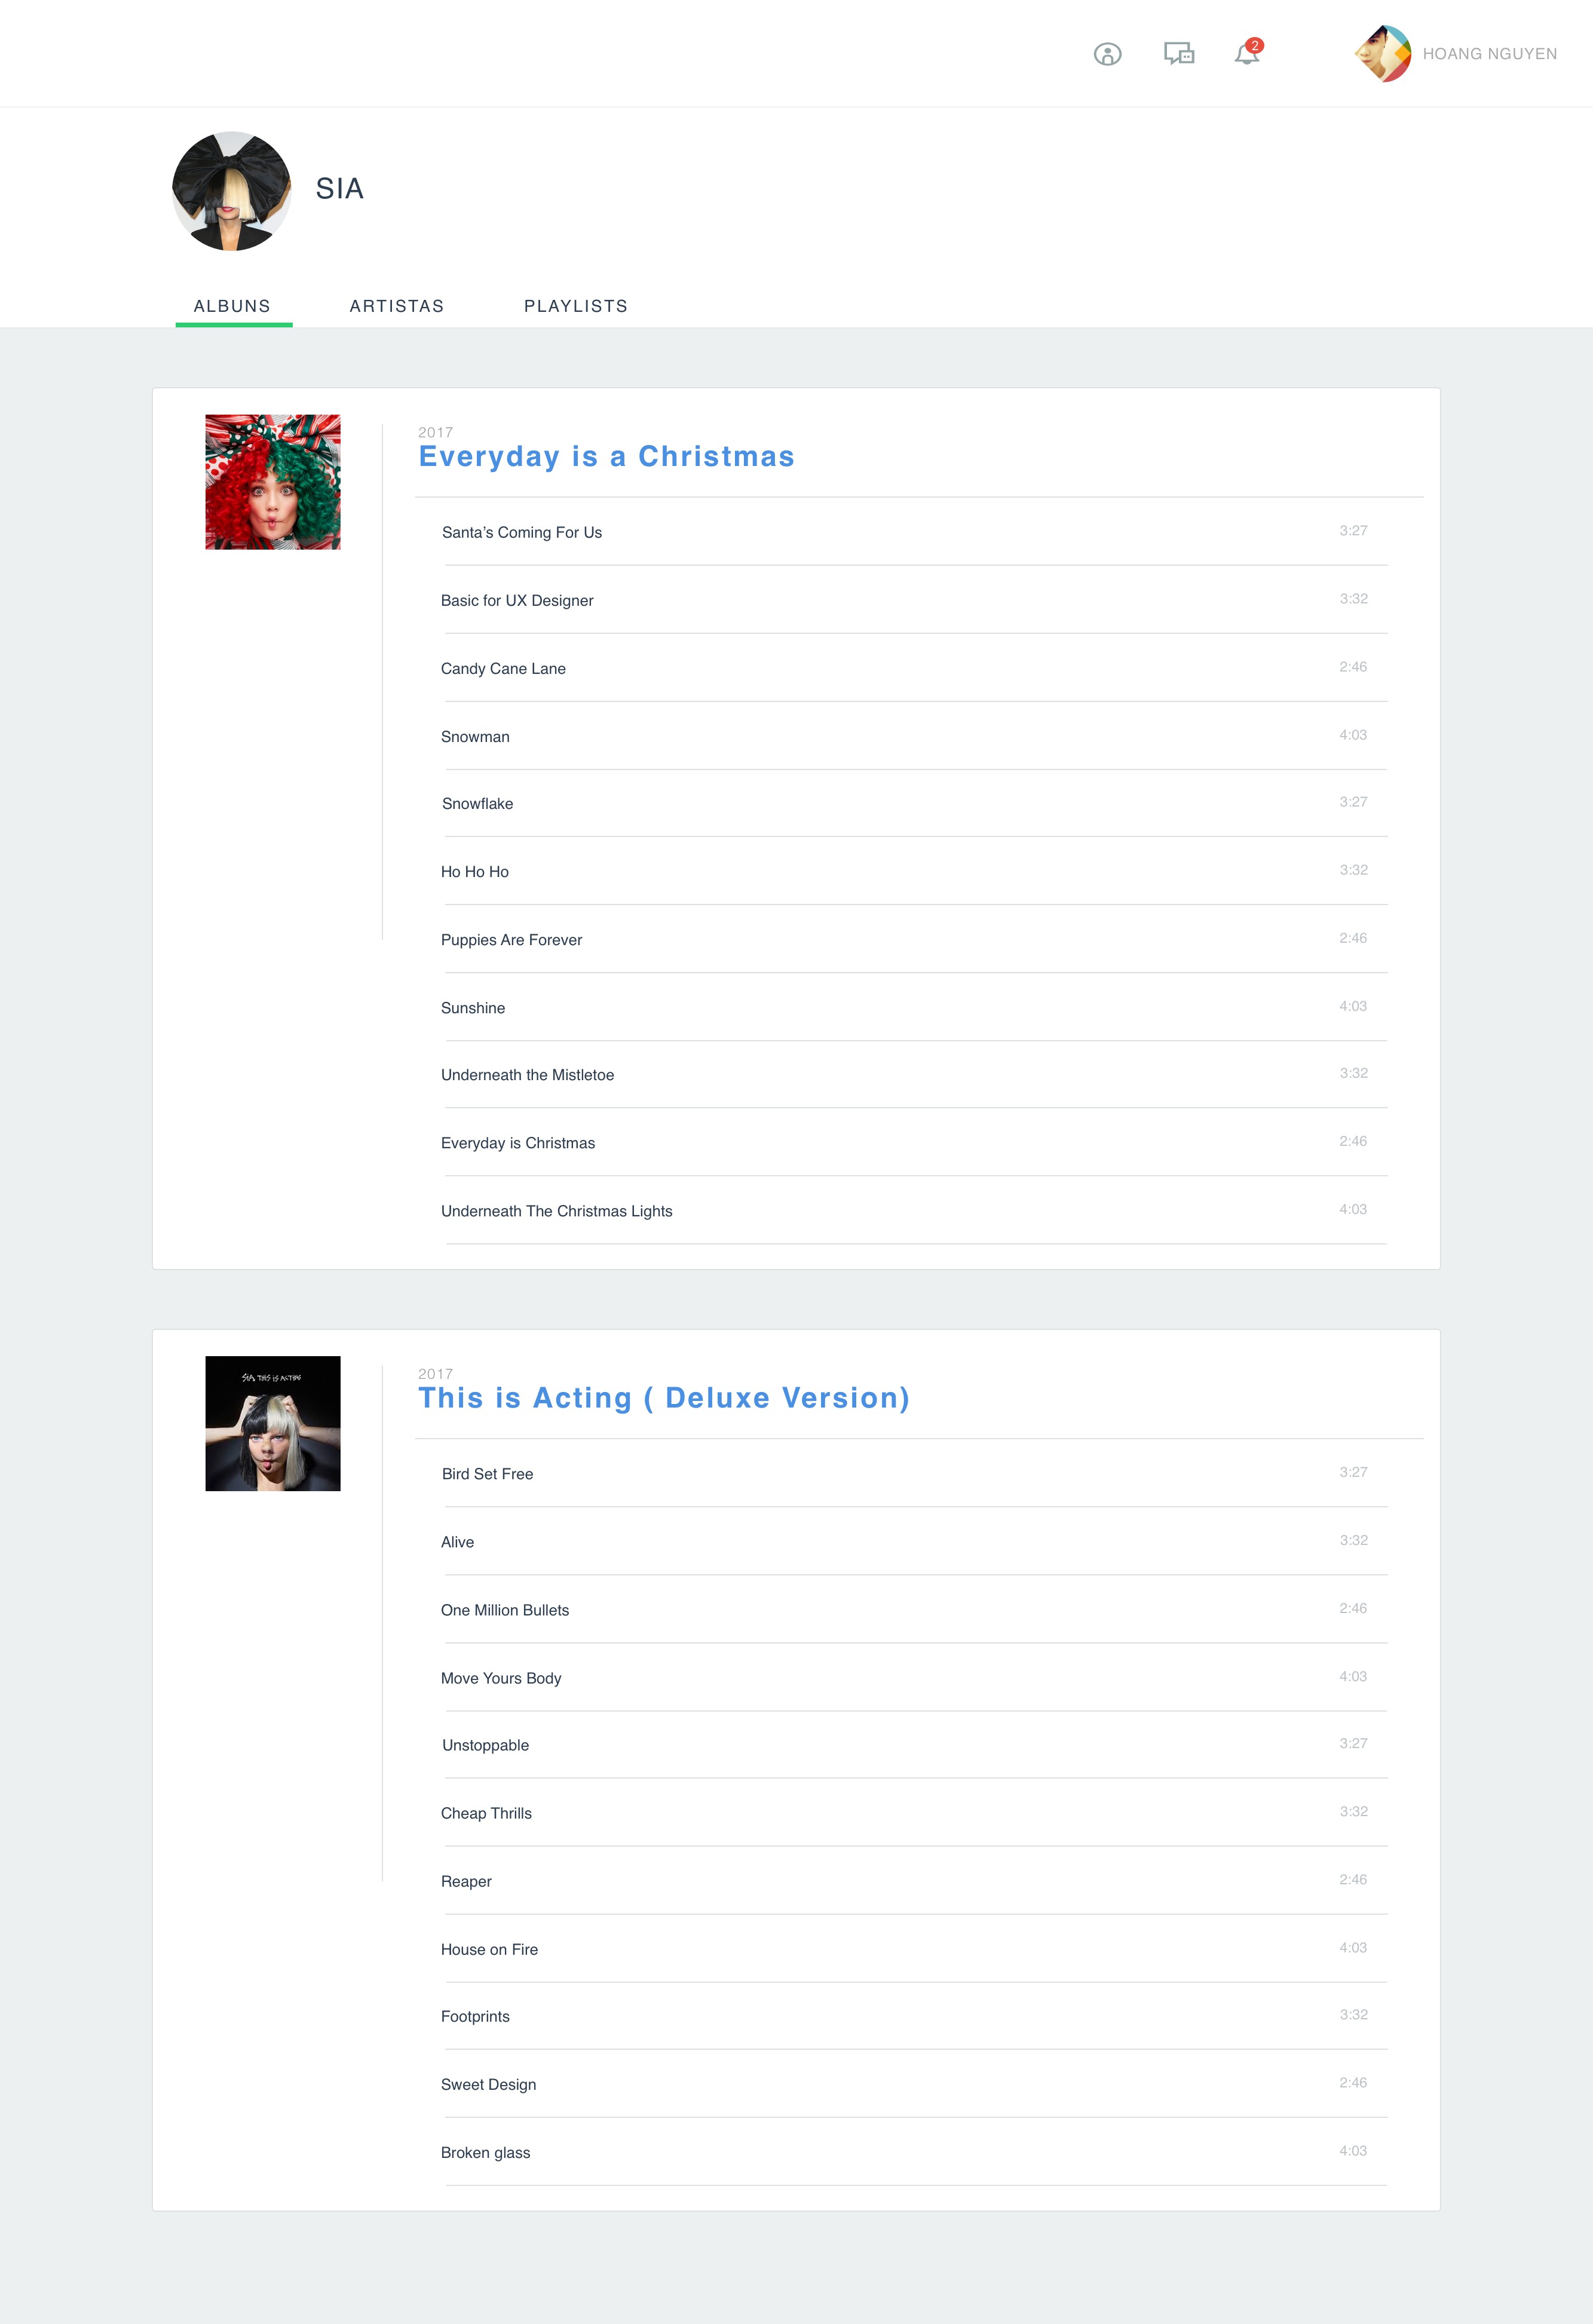 2
HOANG NGUYEN
SIA
ALBUNS ARTISTAS PLAYLISTS
2017
Everyday is a Christmas
Santa’s Coming For Us 3:27
Basic for UX Designer 3:32
Candy Cane Lane 2:46
Snowman 4:03
Snowflake 3:27
Ho Ho Ho 3:32
Puppies Are Forever 2:46
Sunshine 4:03
Underneath the Mistletoe 3:32
Everyday is Christmas 2:46
Underneath The Christmas Lights 4:03
SIA THIS IS ACTING
2017
This is Acting ( Deluxe Version)
Bird Set Free 3:27
Alive 3:32
One Million Bullets 2:46
Move Yours Body 4:03
Unstoppable 3:27
Cheap Thrills 3:32
Reaper 2:46
House on Fire 4:03
Footprints 3:32
Sweet Design 2:46
Broken glass 4:03